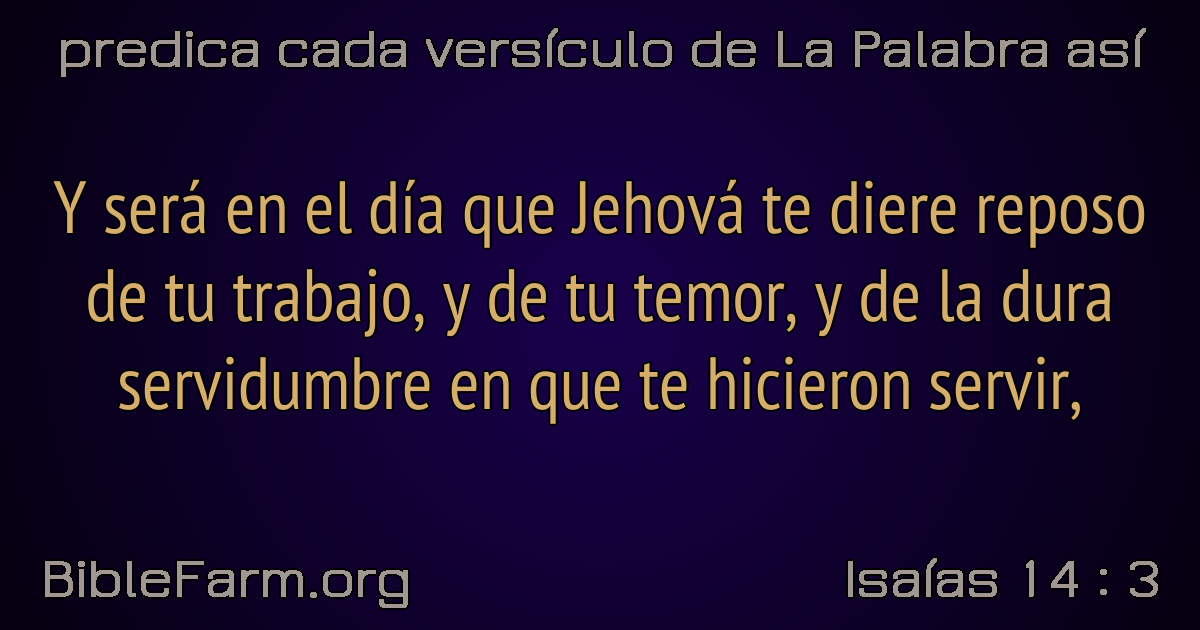 predica cada versículo de La Palabra así
Y será en el día que Jehová te diere reposo
de tu trabajo, y de tu temor, y de la dura
servidumbre en que te hicieron servir,
BibleFarm.org
Isaías 14 : 3